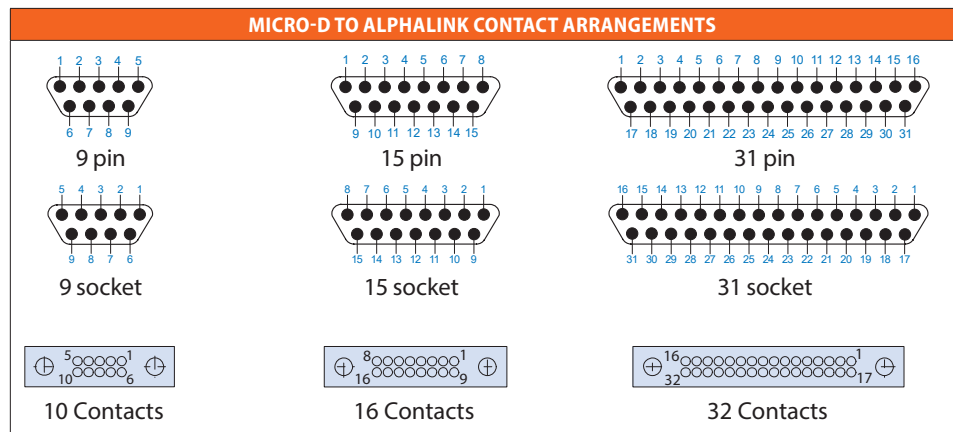 MICRO-D TO ALPHALINK CONTACT ARRANGEMENTS
1 2 3 4 5
6 7 8 9
9 pin
1 2 3 4 5 6 7 8
9 10 11 12 13 14 15
15 pin
1 2 3 4 5 6 7 8 9 10 11 12 13 14 15 16
17 18 19 20 21 22 23 24 25 26 27 28 29 30 31
31 pin
5 4 3 2 1
9 8 7 6
9 socket
8 7 6 5 4 3 2 1
15 14 13 12 11 10 9
15 socket
16 15 14 13 12 11 10 9 8 7 6 5 4 3 2 1
31 30 29 28 27 26 25 24 23 22 21 20 19 18 17
31 socket
5 1
10 6
10 Contacts
8 1
16 9
16 Contacts
16 1
32 17
32 Contacts